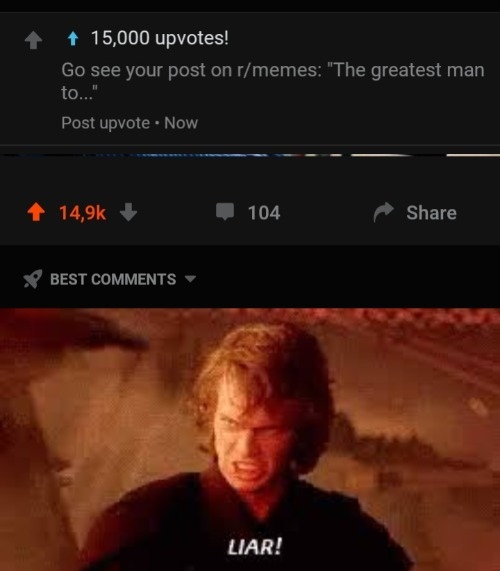 15,000 upvotes!
Go see your post on r/memes: "The greatest man
to..."
Post upvote • Now
14,9k
104
Share
BEST COMMENTS
LIAR!